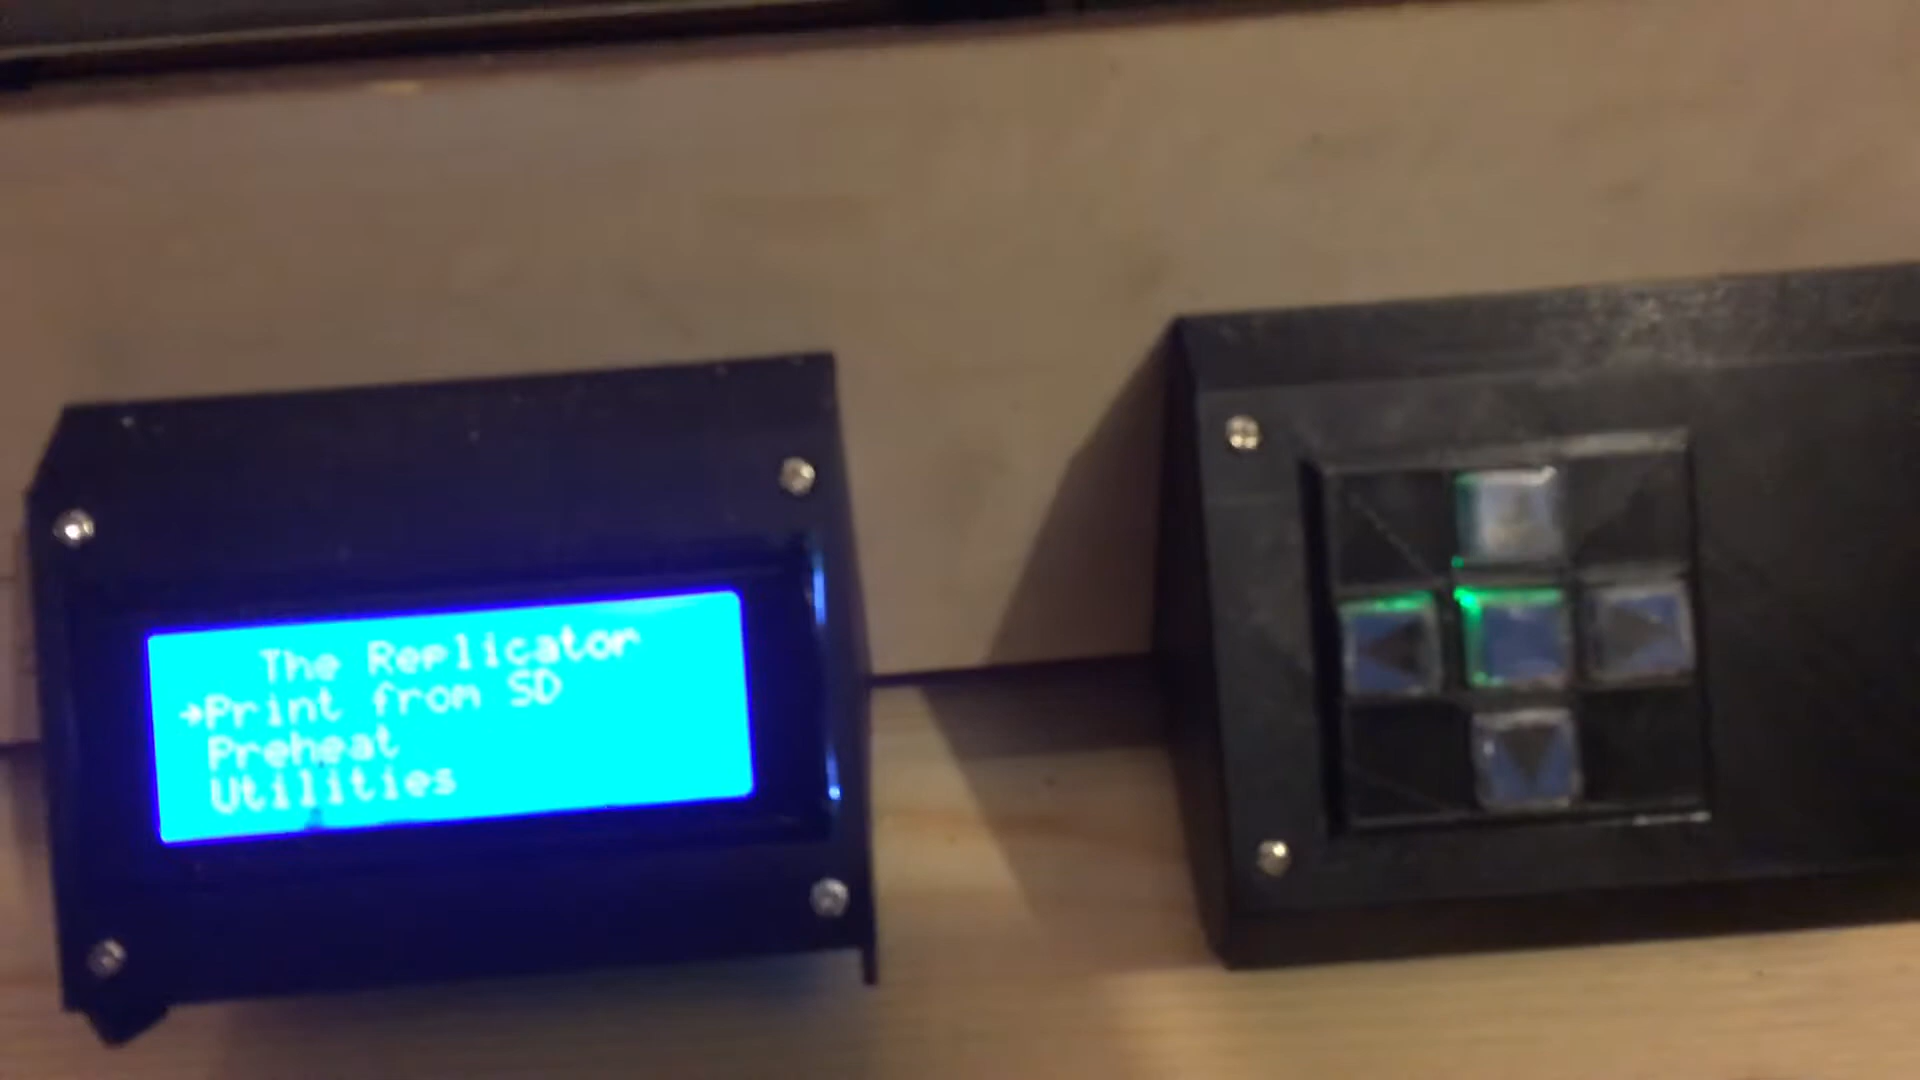 The Replicator
→Print from SD
Preheat
Utilities